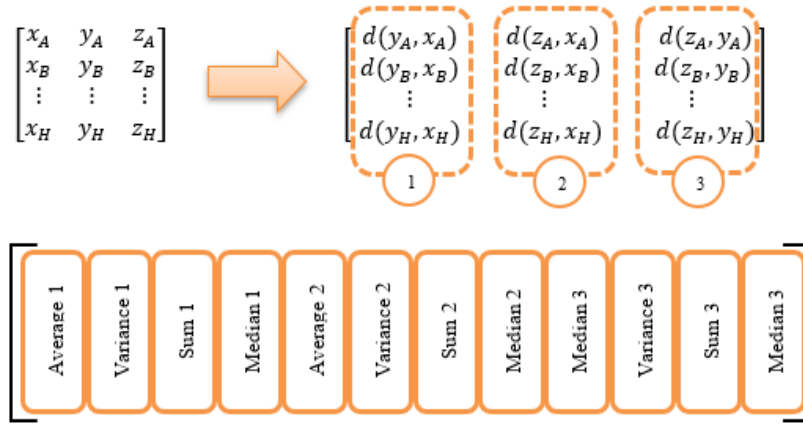 x_A y_A z_A
x_B y_B z_B
⋮ ⋮ ⋮
x_H y_H z_H
d(y_A, x_A) d(z_A, x_A) d(z_A, y_A)
d(y_B, x_B) d(z_B, x_B) d(z_B, y_B)
⋮ ⋮ ⋮
d(y_H, x_H) d(z_H, x_H) d(z_H, y_H)
1 2 3
Average 1
Variance 1
Sum 1
Median 1
Average 2
Variance 2
Sum 2
Median 2
Median 3
Variance 3
Sum 3
Median 3